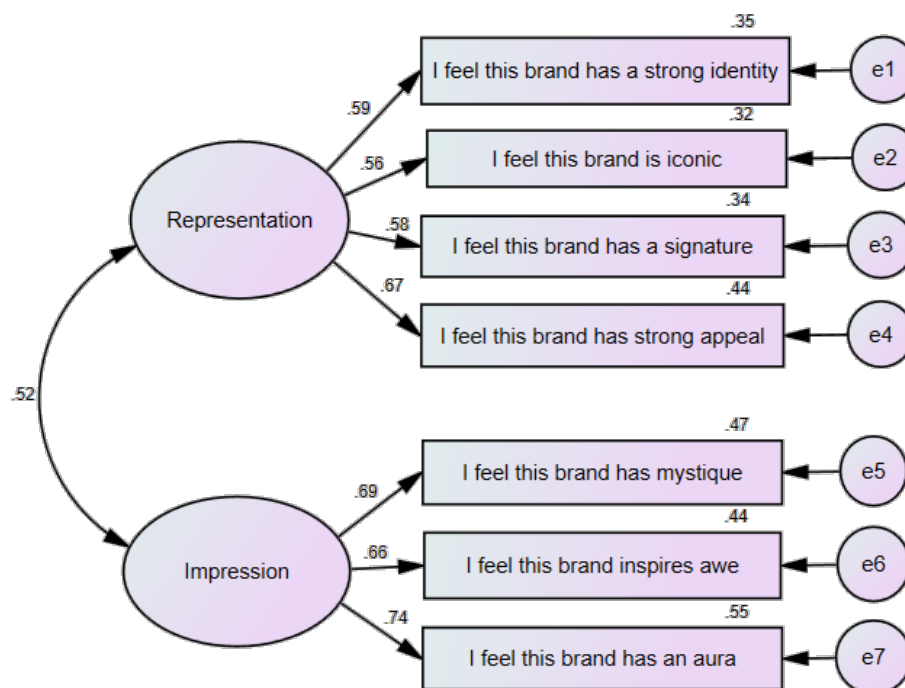 .35
I feel this brand has a strong identity
e1
.59
.32
I feel this brand is iconic
e2
.56
.34
Representation
I feel this brand has a signature
e3
.58
.67
.44
I feel this brand has strong appeal
e4
.52
.47
I feel this brand has mystique
e5
.69
.44
I feel this brand inspires awe
e6
.66
Impression
.74
.55
I feel this brand has an aura
e7